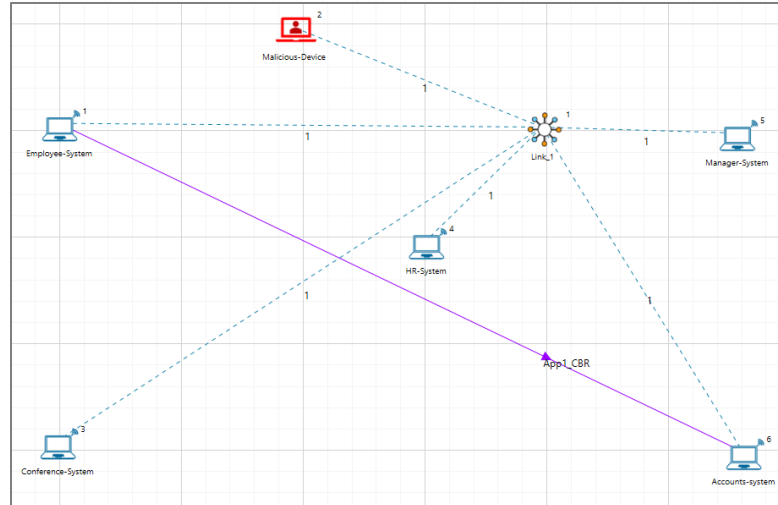 2
Malicious-Device
1
1
Employee-System
1
1
Link_1
1
5
Manager-System
1
4
HR-System
1
1
App1_CBR
3
Conference-System
6
Accounts-system